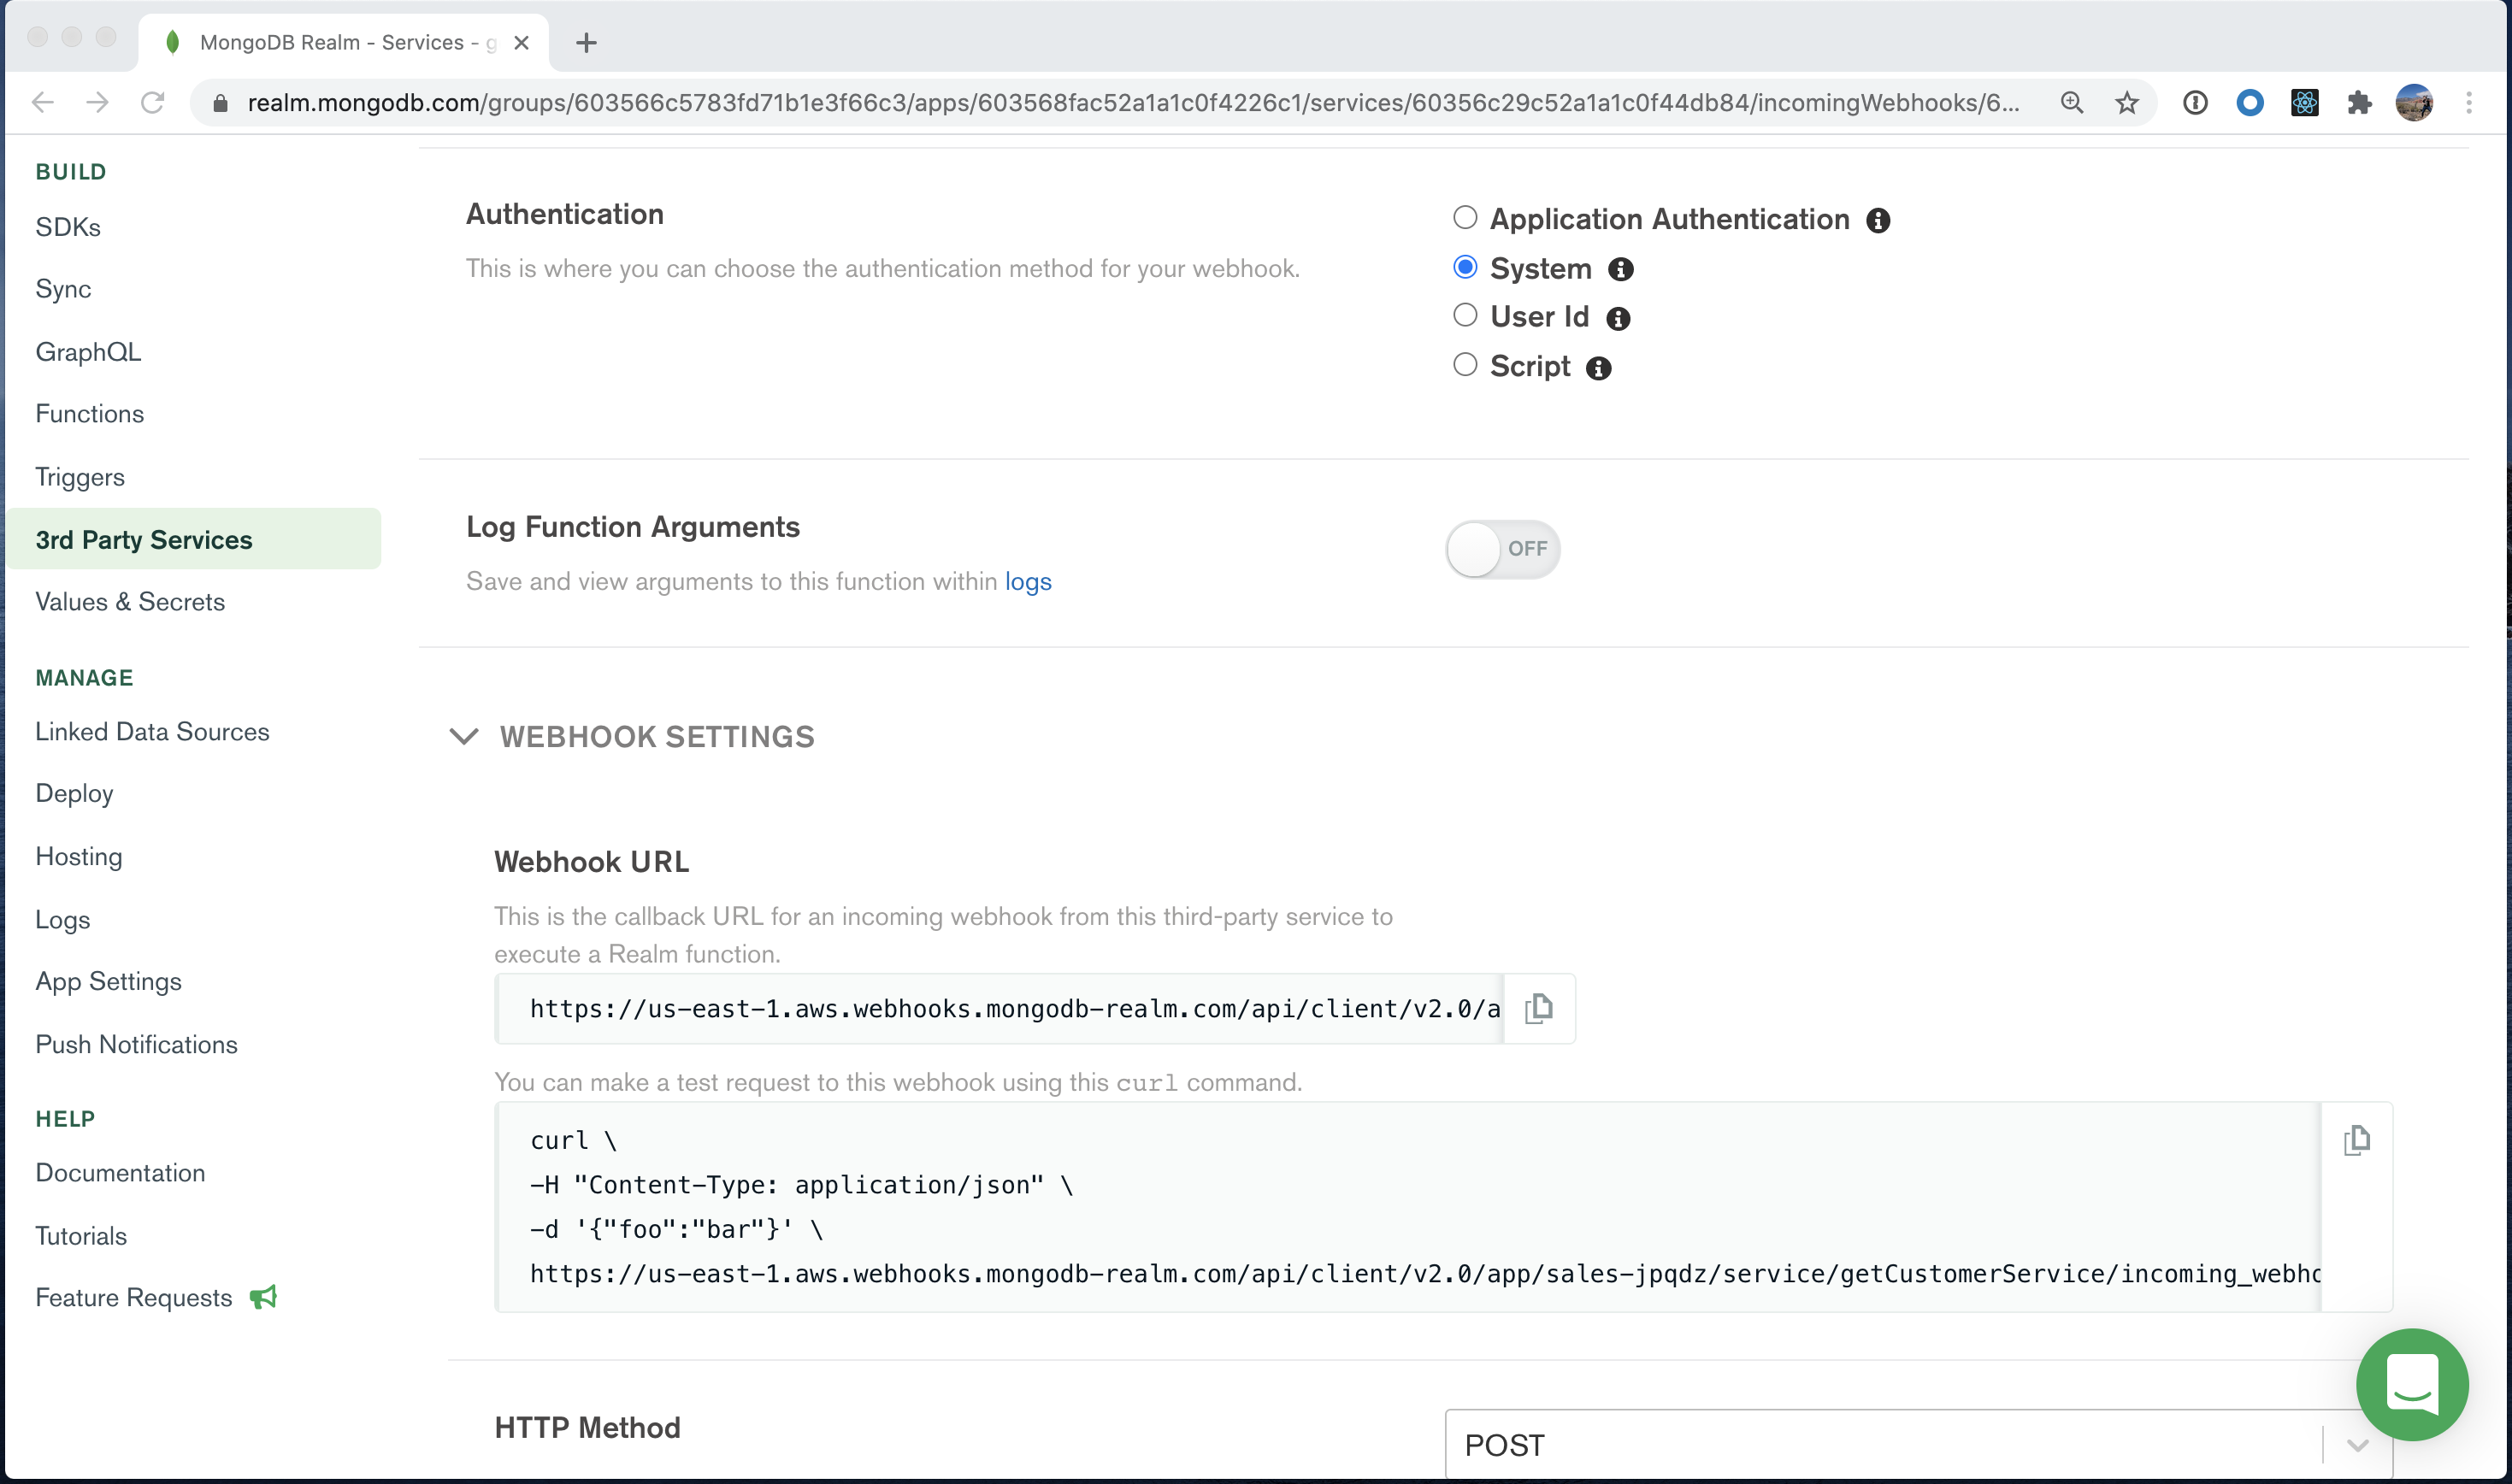 MongoDB Realm - Services - g
realm.mongodb.com/groups/603566c5783fd71b1e3f66c3/apps/603568fac52a1a1c0f4226c1/services/60356c29c52a1a1c0f44db84/incomingWebhooks/6...
BUILD
SDKs
Sync
GraphQL
Functions
Triggers
3rd Party Services
Values & Secrets
MANAGE
Linked Data Sources
Deploy
Hosting
Logs
App Settings
Push Notifications
HELP
Documentation
Tutorials
Feature Requests
Authentication
This is where you can choose the authentication method for your webhook.
Application Authentication
System
User Id
Script
Log Function Arguments
Save and view arguments to this function within logs
OFF
WEBHOOK SETTINGS
Webhook URL
This is the callback URL for an incoming webhook from this third-party service to
execute a Realm function.
https://us-east-1.aws.webhooks.mongodb-realm.com/api/client/v2.0/a
You can make a test request to this webhook using this curl command.
curl \
-H "Content-Type: application/json" \
-d '{"foo":"bar"}' \
https://us-east-1.aws.webhooks.mongodb-realm.com/api/client/v2.0/app/sales-jpqdz/service/getCustomerService/incoming_webho
HTTP Method
POST